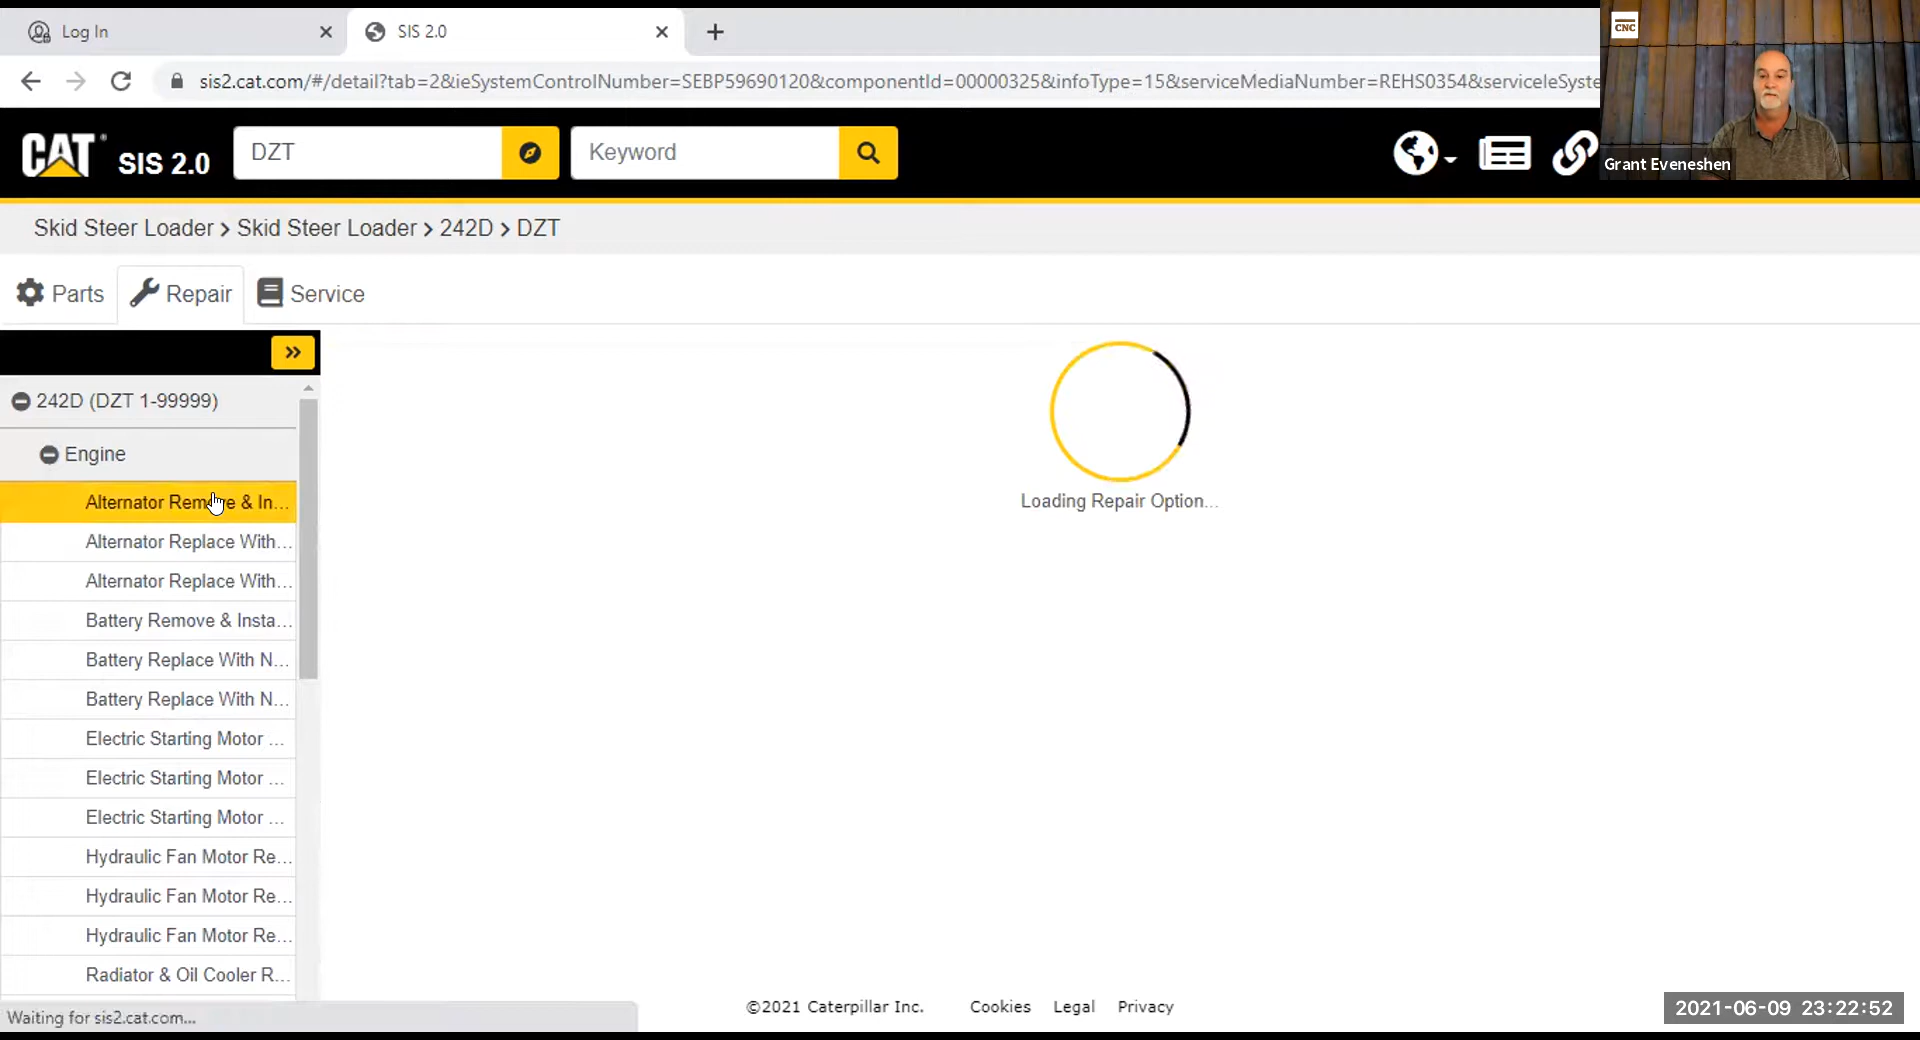 Log In
SIS 2.0
sis2.cat.com/#/detail?tab=2&ieSystemControlNumber=SEBP59690120&componentId=00000325&infoType=15&serviceMediaNumber=REHS0354&serviceIeSyste
CNC
Grant Eveneshen
CAT SIS 2.0
DZT
Keyword
Skid Steer Loader > Skid Steer Loader > 242D > DZT
Parts
Repair
Service
242D (DZT 1-99999)
Engine
Alternator Remove & In...
Alternator Replace With...
Alternator Replace With...
Battery Remove & Insta...
Battery Replace With N...
Battery Replace With N...
Electric Starting Motor ...
Electric Starting Motor ...
Electric Starting Motor ...
Hydraulic Fan Motor Re...
Hydraulic Fan Motor Re...
Hydraulic Fan Motor Re...
Radiator & Oil Cooler R...
Loading Repair Option...
©2021 Caterpillar Inc.
Cookies
Legal
Privacy
Waiting for sis2.cat.com...
2021-06-09 23:22:52